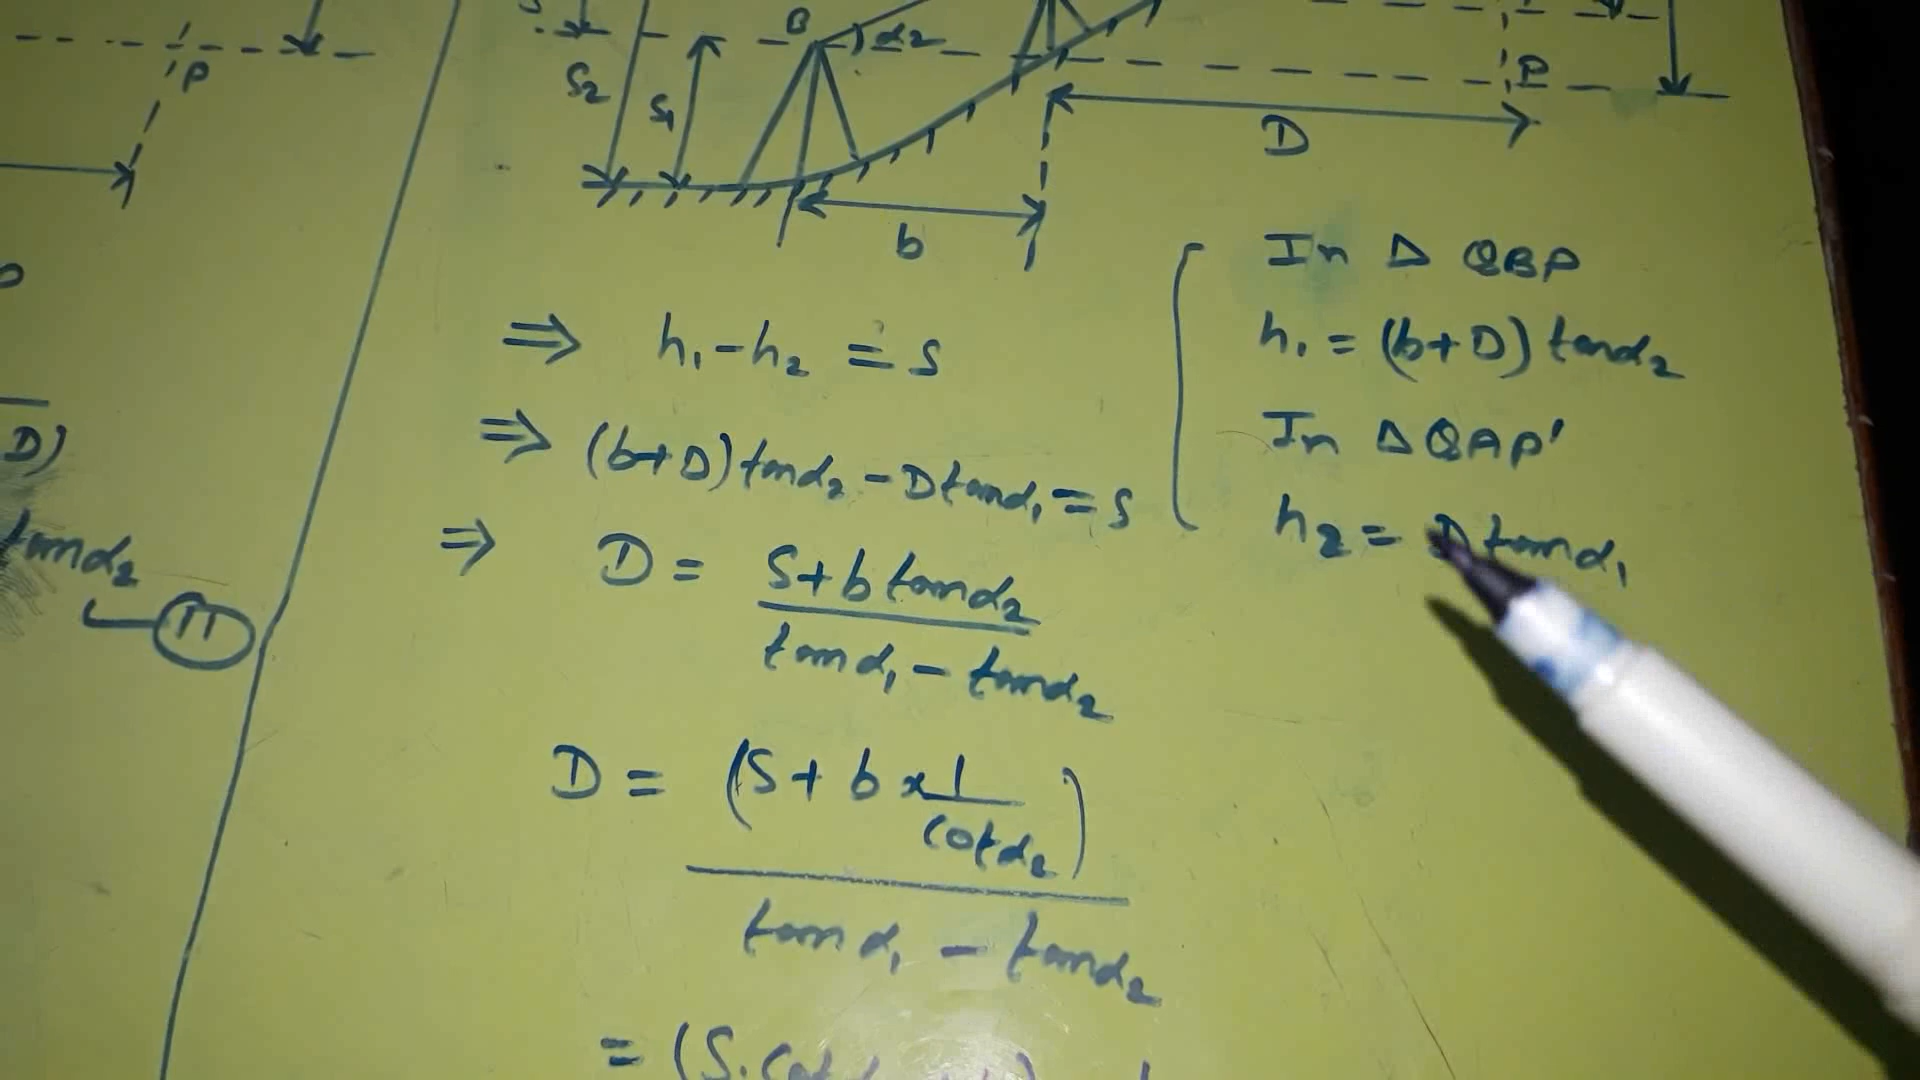 P
D)
tanα₂
II
B
α₂
S₂
S₁
P
D
b
⇒ h₁-h₂ = S
⇒ (b+D)tanα₂ - Dtanα₁ = S
⇒ D = S+b tanα₂
tanα₁ - tanα₂
D = (S + b × 1
cotα₂)
tanα₁ - tanα₂
In Δ QBP
h₁ = (b+D) tanα₂
In Δ QAP'
h₂ = D tanα₁